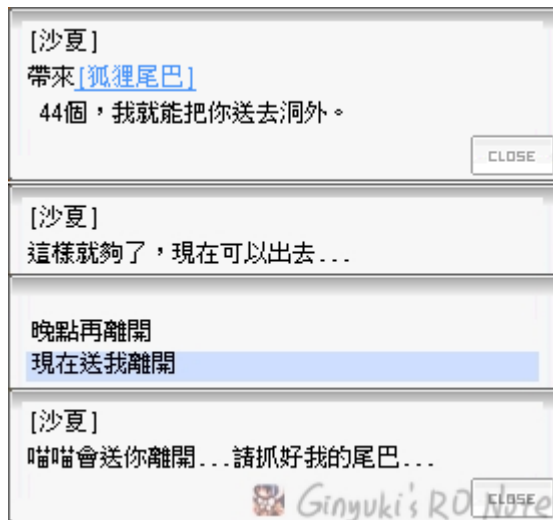 [沙夏]
帶來[狐狸尾巴]
44個，我就能把你送去洞外。
CLOSE
[沙夏]
這樣就夠了，現在可以出去...
晚點再離開
現在送我離開
[沙夏]
喵喵會送你離開...請抓好我的尾巴...
CLOSE
Ginyuki's RO Note